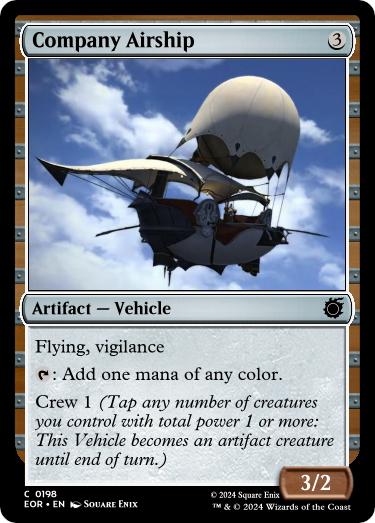 Company Airship 3
Artifact — Vehicle
Flying, vigilance
: Add one mana of any color.
Crew 1 (Tap any number of creatures
you control with total power 1 or more:
This Vehicle becomes an artifact creature
until end of turn.)
3/2
C 0198
EOR • EN Square Enix
© 2024 Square Enix
™ & © 2024 Wizards of the Coast